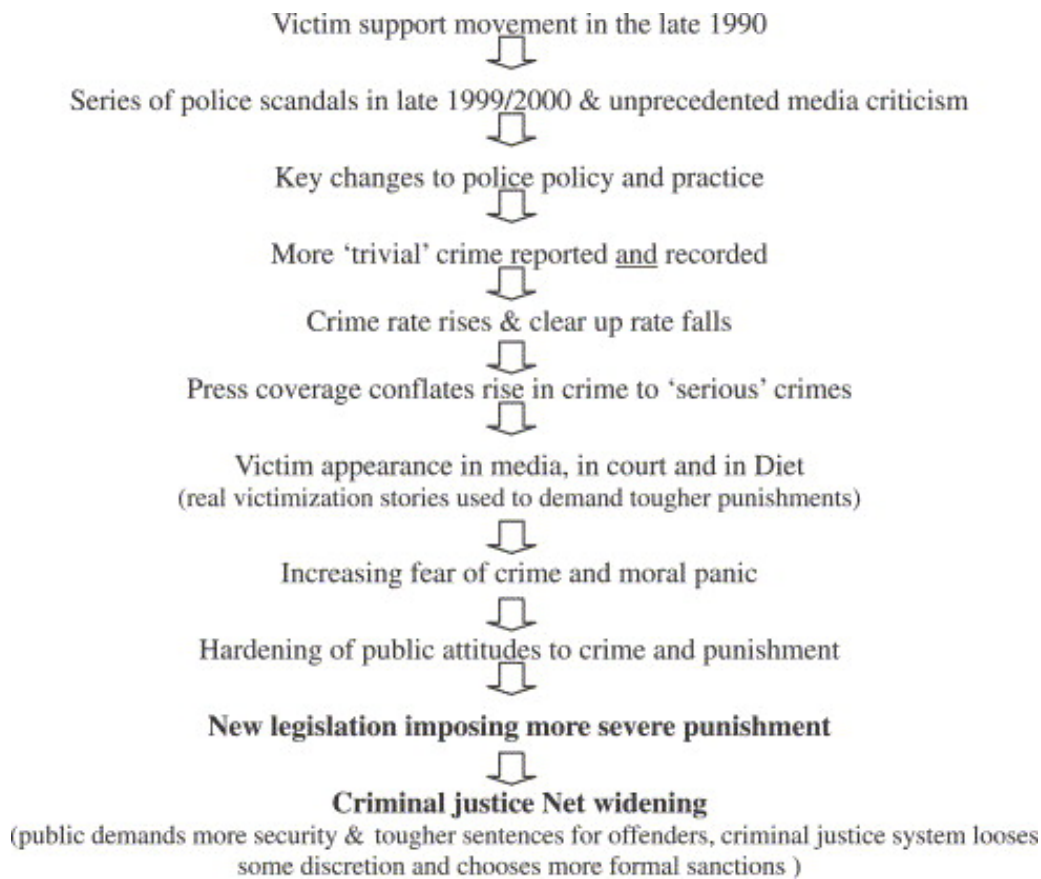 Victim support movement in the late 1990
Series of police scandals in late 1999/2000 & unprecedented media criticism
Key changes to police policy and practice
More ‘trivial’ crime reported and recorded
Crime rate rises & clear up rate falls
Press coverage conflates rise in crime to ‘serious’ crimes
Victim appearance in media, in court and in Diet
(real victimization stories used to demand tougher punishments)
Increasing fear of crime and moral panic
Hardening of public attitudes to crime and punishment
New legislation imposing more severe punishment
Criminal justice Net widening
(public demands more security & tougher sentences for offenders, criminal justice system looses
some discretion and chooses more formal sanctions )